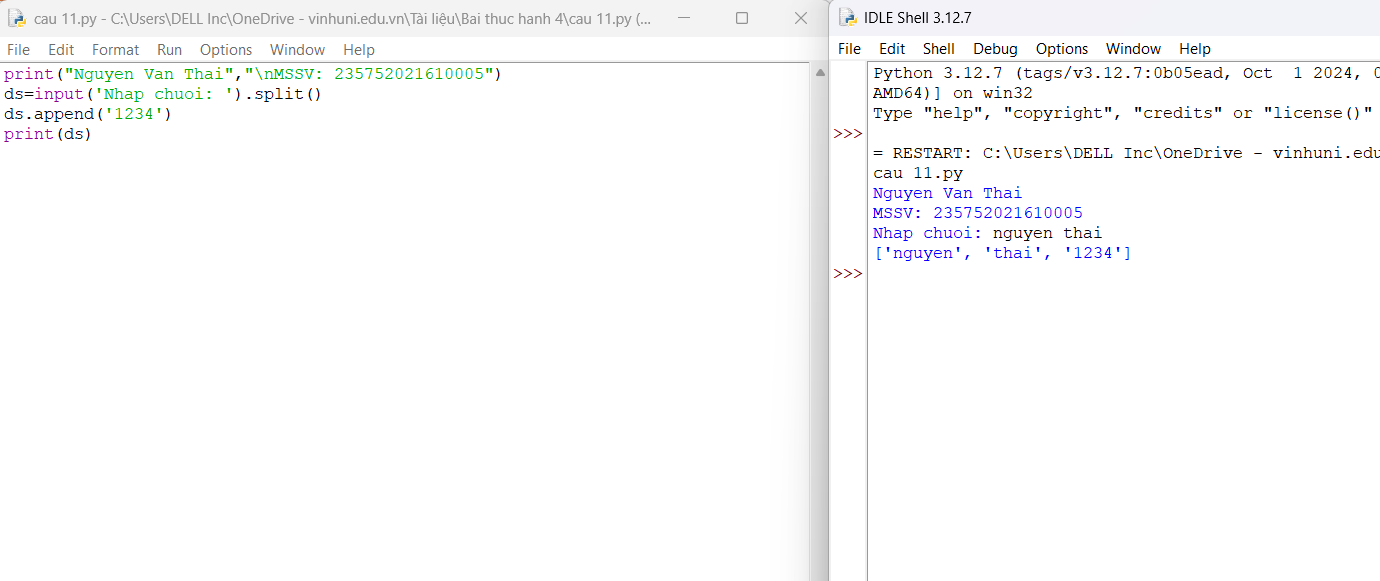 cau 11.py - C:\Users\DELL Inc\OneDrive - vinhuni.edu.vn\Tài liệu\Bai thuc hanh 4\cau 11.py (...
File Edit Format Run Options Window Help
print("Nguyen Van Thai","\nMSSV: 235752021610005")
ds=input('Nhap chuoi: ').split()
ds.append('1234')
print(ds)
IDLE Shell 3.12.7
File Edit Shell Debug Options Window Help
Python 3.12.7 (tags/v3.12.7:0b05ead, Oct  1 2024, 0
AMD64)] on win32
Type "help", "copyright", "credits" or "license()"
>>>
= RESTART: C:\Users\DELL Inc\OneDrive - vinhuni.edu
cau 11.py
Nguyen Van Thai
MSSV: 235752021610005
Nhap chuoi: nguyen thai
['nguyen', 'thai', '1234']
>>>